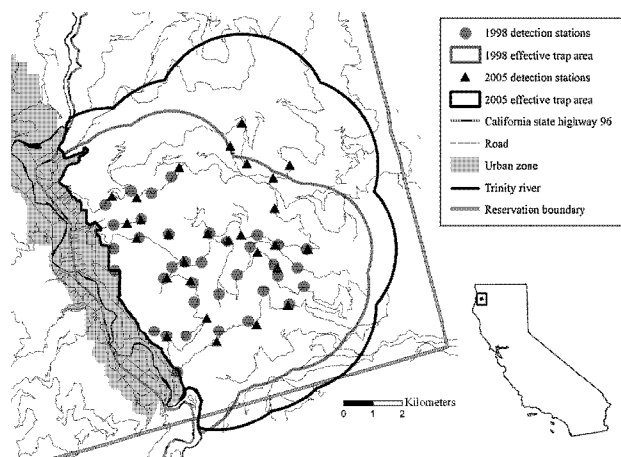 1998 detection stations
1998 effective trap area
2005 detection stations
2005 effective trap area
California state highway 96
Road
Urban zone
Trinity river
Reservation boundary
Kilometers
0 1 2